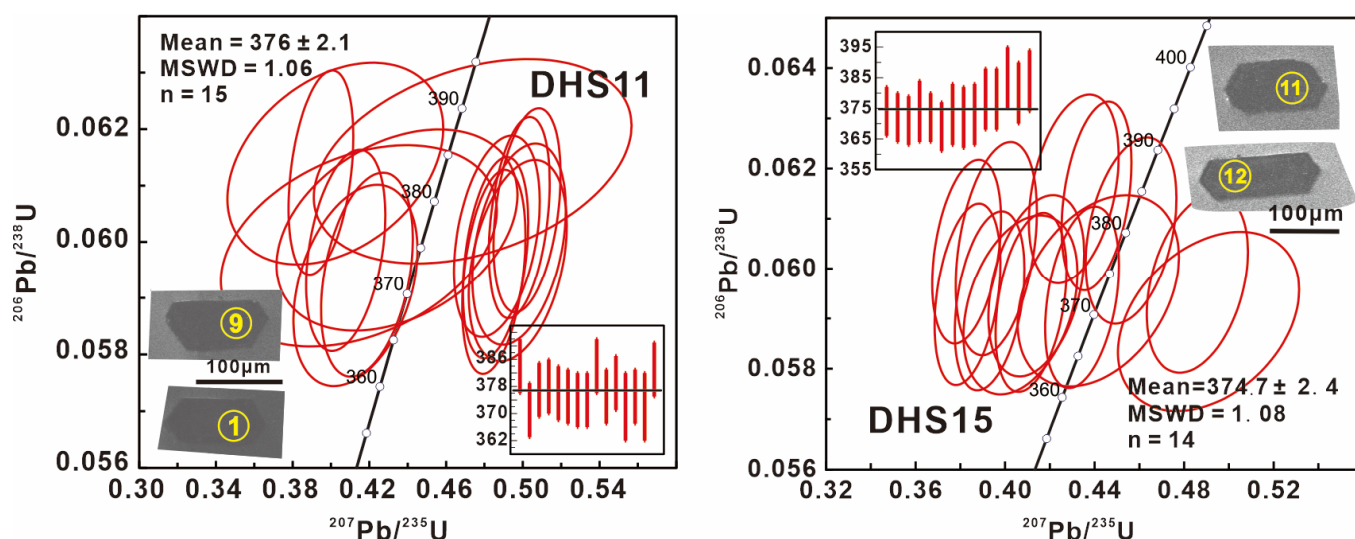 Mean = 376 ± 2.1
MSWD = 1.06
n = 15
DHS11
0.062
0.060
0.058
0.056
²⁰⁶Pb/²³⁸U
390
380
370
360
9
100μm
1
386
378
370
362
0.30 0.34 0.38 0.42 0.46 0.50 0.54
²⁰⁷Pb/²³⁵U
395
385
375
365
355
400
390
380
370
360
11
12
100μm
0.064
0.062
0.060
0.058
0.056
²⁰⁶Pb/²³⁸U
DHS15
Mean=374.7± 2. 4
MSWD = 1. 08
n = 14
0.32 0.36 0.40 0.44 0.48 0.52
²⁰⁷Pb/²³⁵U